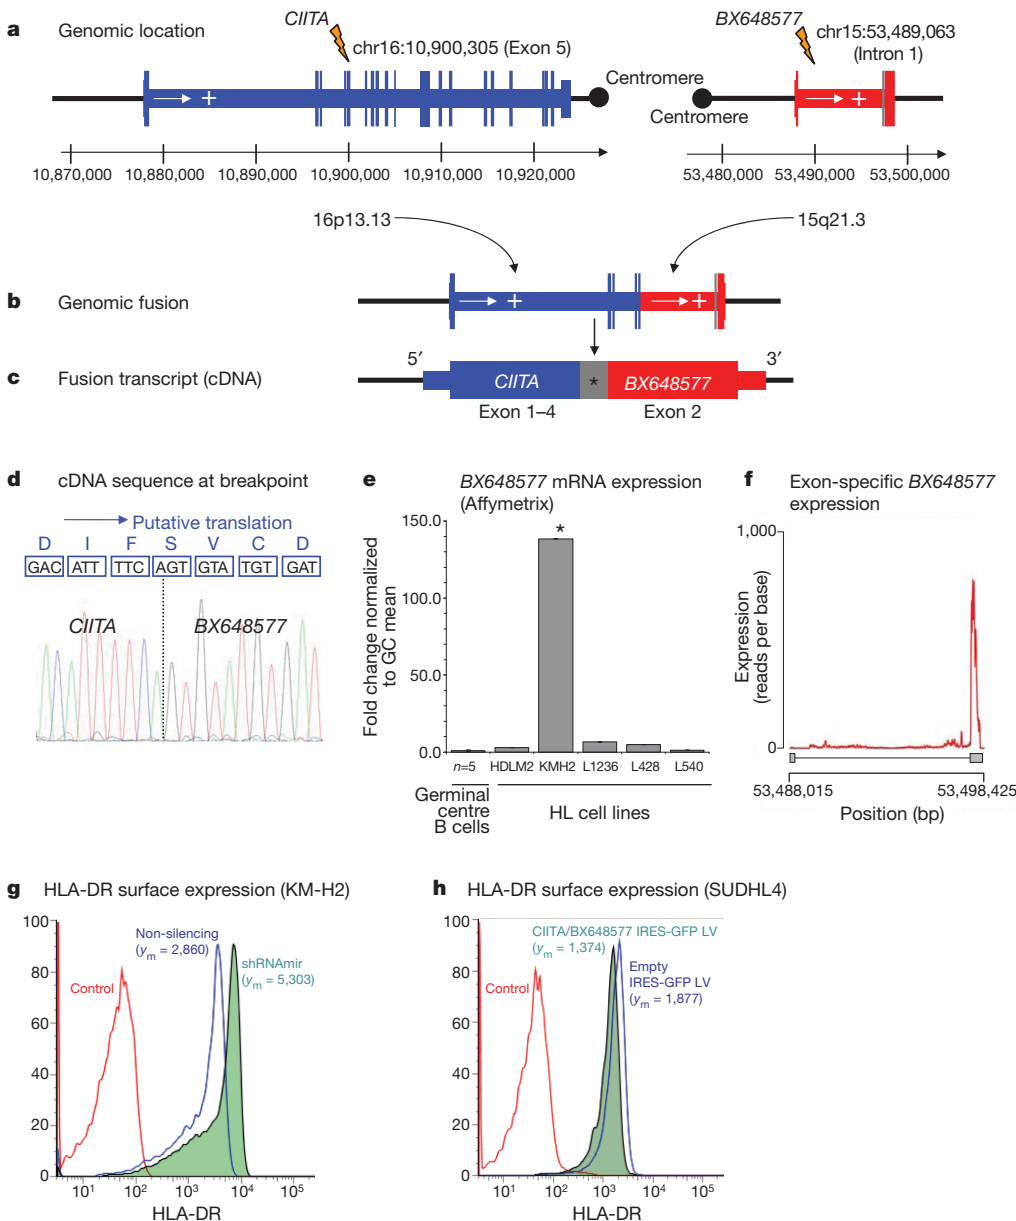 a Genomic location
CIITA
chr16:10,900,305 (Exon 5)
BX648577
chr15:53,489,063
(Intron 1)
Centromere
Centromere
+
+
10,870,000 10,880,000 10,890,000 10,900,000 10,910,000 10,920,000
53,480,000 53,490,000 53,500,000
16p13.13
15q21.3
b Genomic fusion
+
+
c Fusion transcript (cDNA)
5′
CIITA
*
BX648577
3′
Exon 1–4
Exon 2
d cDNA sequence at breakpoint
Putative translation
D I F S V C D
GAC ATT TTC AGT GTA TGT GAT
CIITA
BX648577
e BX648577 mRNA expression
(Affymetrix)
Fold change normalized
to GC mean
150.0
100.0
50.0
0.0
*
n=5 HDLM2 KMH2 L1236 L428 L540
Germinal
centre
B cells
HL cell lines
f Exon-specific BX648577
expression
Expression
(reads per base)
1,000
0
53,488,015
53,498,425
Position (bp)
g HLA-DR surface expression (KM-H2)
100
80
60
40
20
0
Control
Non-silencing
(ym = 2,860)
shRNAmir
(ym = 5,303)
10¹ 10² 10³ 10⁴ 10⁵
HLA-DR
h HLA-DR surface expression (SUDHL4)
100
80
60
40
20
0
Control
CIITA/BX648577 IRES-GFP LV
(ym = 1,374)
Empty
IRES-GFP LV
(ym = 1,877)
10¹ 10² 10³ 10⁴ 10⁵
HLA-DR